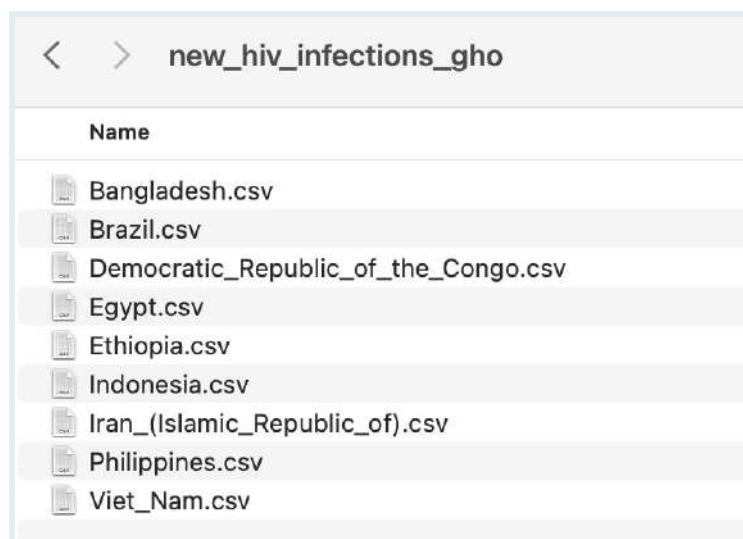 new_hiv_infections_gho
Name
Bangladesh.csv
Brazil.csv
Democratic_Republic_of_the_Congo.csv
Egypt.csv
Ethiopia.csv
Indonesia.csv
Iran_(Islamic_Republic_of).csv
Philippines.csv
Viet_Nam.csv